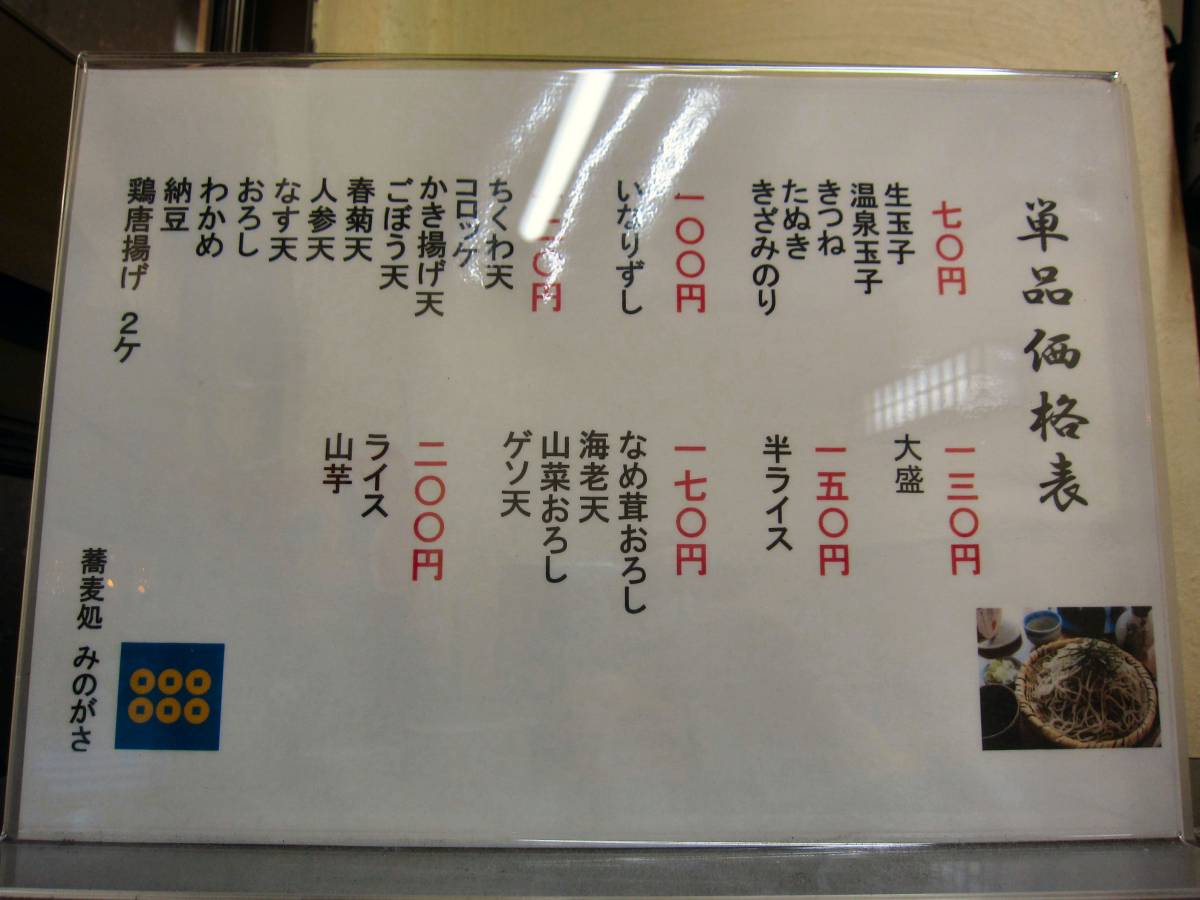 単品価格表
七〇円
生玉子
温泉玉子
きつね
たぬき
きざみのり
一〇〇円
いなりずし
〇円
ちくわ天
コロッケ
かき揚げ天
ごぼう天
春菊天
人参天
なす天
おろし
わかめ
納豆
鶏唐揚げ 2ケ
一三〇円
大盛
一五〇円
半ライス
一七〇円
なめ茸おろし
海老天
山菜おろし
ゲソ天
二〇〇円
ライス
山芋
蕎麦処 みのがさ